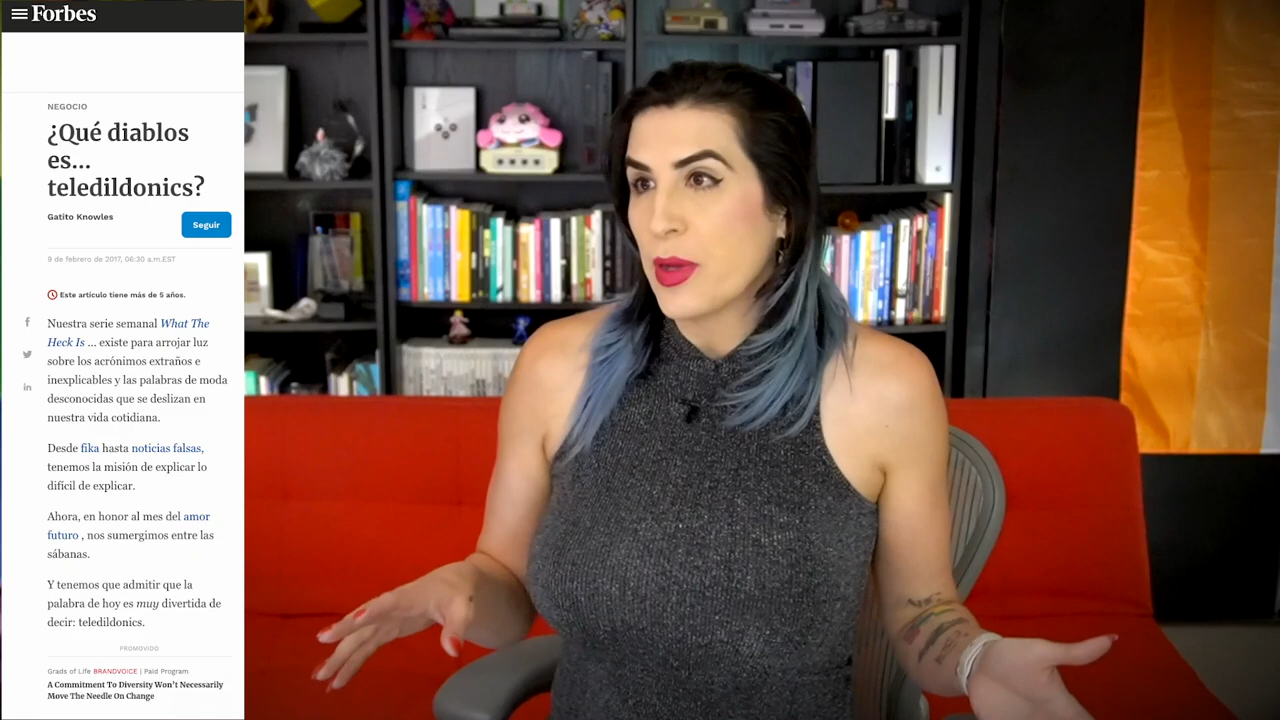 Forbes
NEGOCIO
¿Qué diablos
es...
teledildonics?
Gatito Knowles
Seguir
9 de febrero de 2017, 06:30 a.m.EST
Este artículo tiene más de 5 años.
Nuestra serie semanal What The
Heck Is ... existe para arrojar luz
sobre los acrónimos extraños e
inexplicables y las palabras de moda
desconocidas que se deslizan en
nuestra vida cotidiana.
Desde fika hasta noticias falsas,
tenemos la misión de explicar lo
difícil de explicar.
Ahora, en honor al mes del amor
futuro , nos sumergimos entre las
sábanas.
Y tenemos que admitir que la
palabra de hoy es muy divertida de
decir: teledildonics.
PROMOVIDO
Grads of Life BRANDVOICE | Paid Program
A Commitment To Diversity Won't Necessarily
Move The Needle On Change